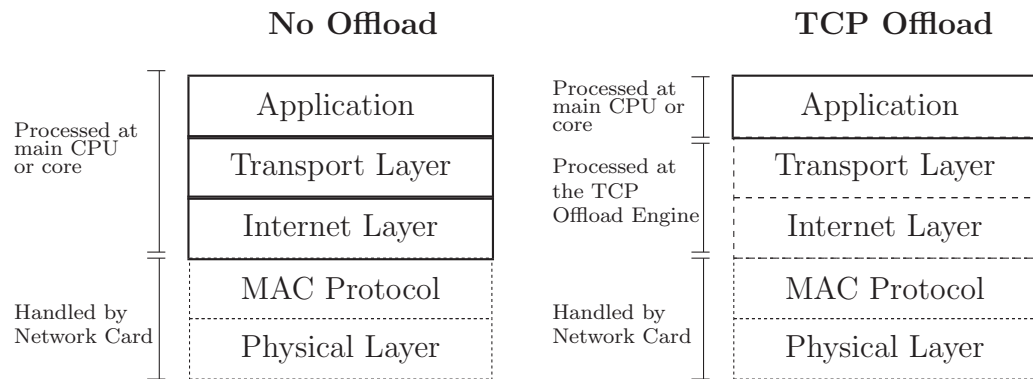 No Offload
Processed at
main CPU
or core
Application
Transport Layer
Internet Layer
Handled by
Network Card
MAC Protocol
Physical Layer
TCP Offload
Processed at
main CPU or
core
Application
Processed at
the TCP
Offload Engine
Transport Layer
Internet Layer
Handled by
Network Card
MAC Protocol
Physical Layer